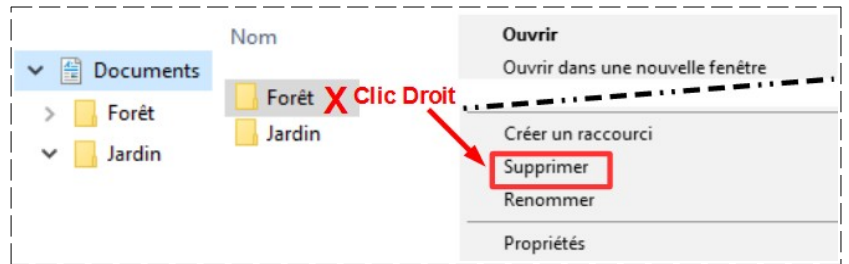 Documents
Forêt
Jardin
Nom
Forêt X Clic Droit
Jardin
Ouvrir
Ouvrir dans une nouvelle fenêtre
Créer un raccourci
Supprimer
Renommer
Propriétés